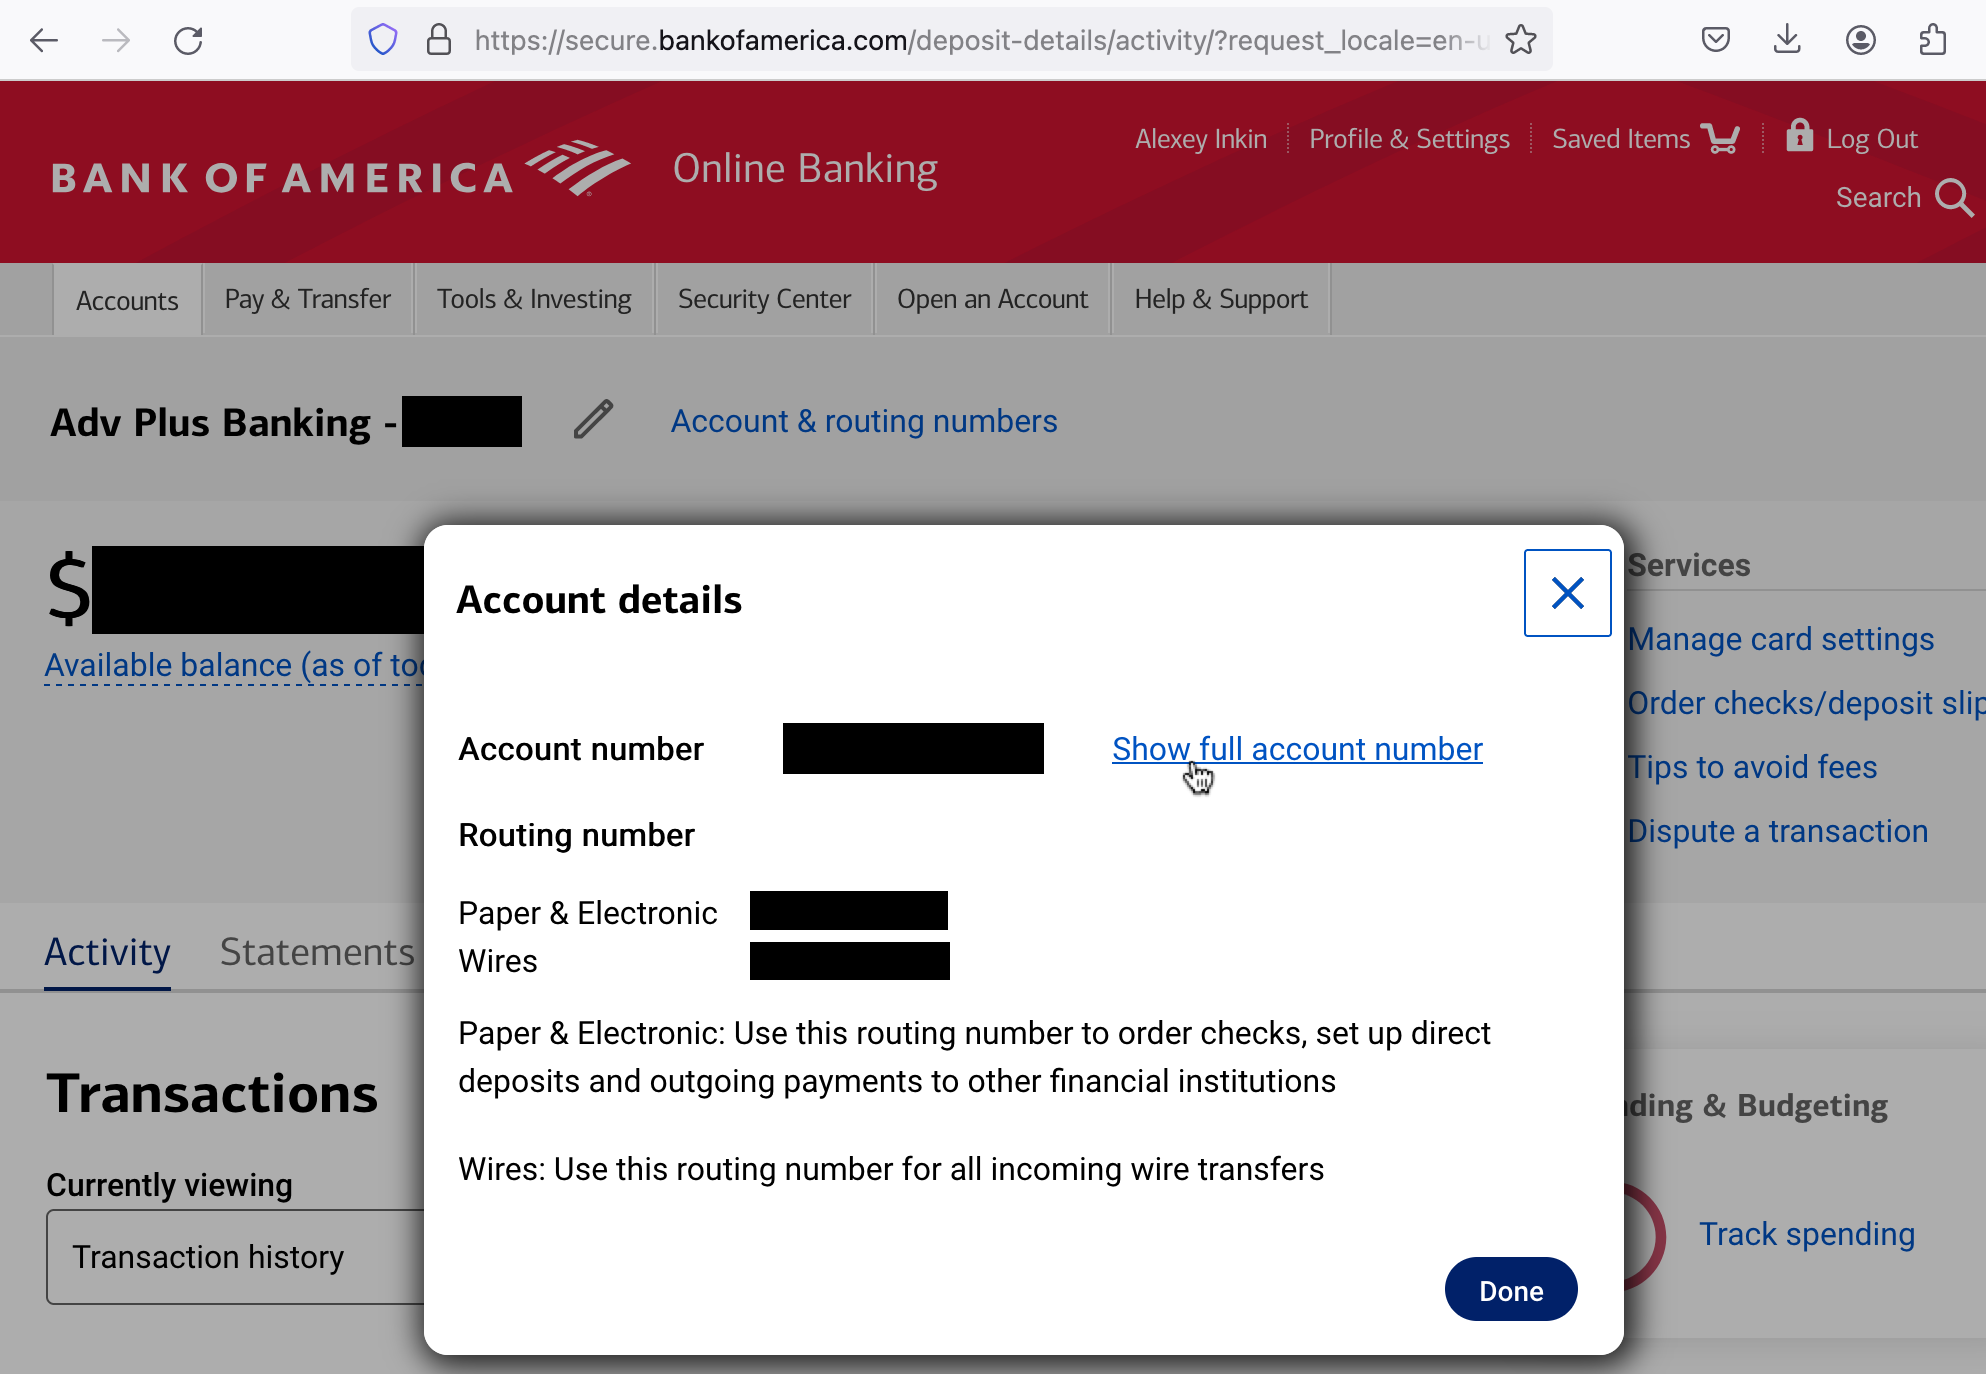 https://secure.bankofamerica.com/deposit-details/activity/?request_locale=en-u
Alexey Inkin
Profile & Settings
Saved Items
Log Out
BANK OF AMERICA
Online Banking
Search
Accounts
Pay & Transfer
Tools & Investing
Security Center
Open an Account
Help & Support
Adv Plus Banking -
Account & routing numbers
$
Available balance (as of too
Services
Manage card settings
Order checks/deposit slip
Tips to avoid fees
Dispute a transaction
Account details
Account number
Show full account number
Routing number
Paper & Electronic
Wires
Paper & Electronic: Use this routing number to order checks, set up direct
deposits and outgoing payments to other financial institutions
Wires: Use this routing number for all incoming wire transfers
Done
Activity
Statements
Transactions
Currently viewing
Transaction history
ding & Budgeting
Track spending